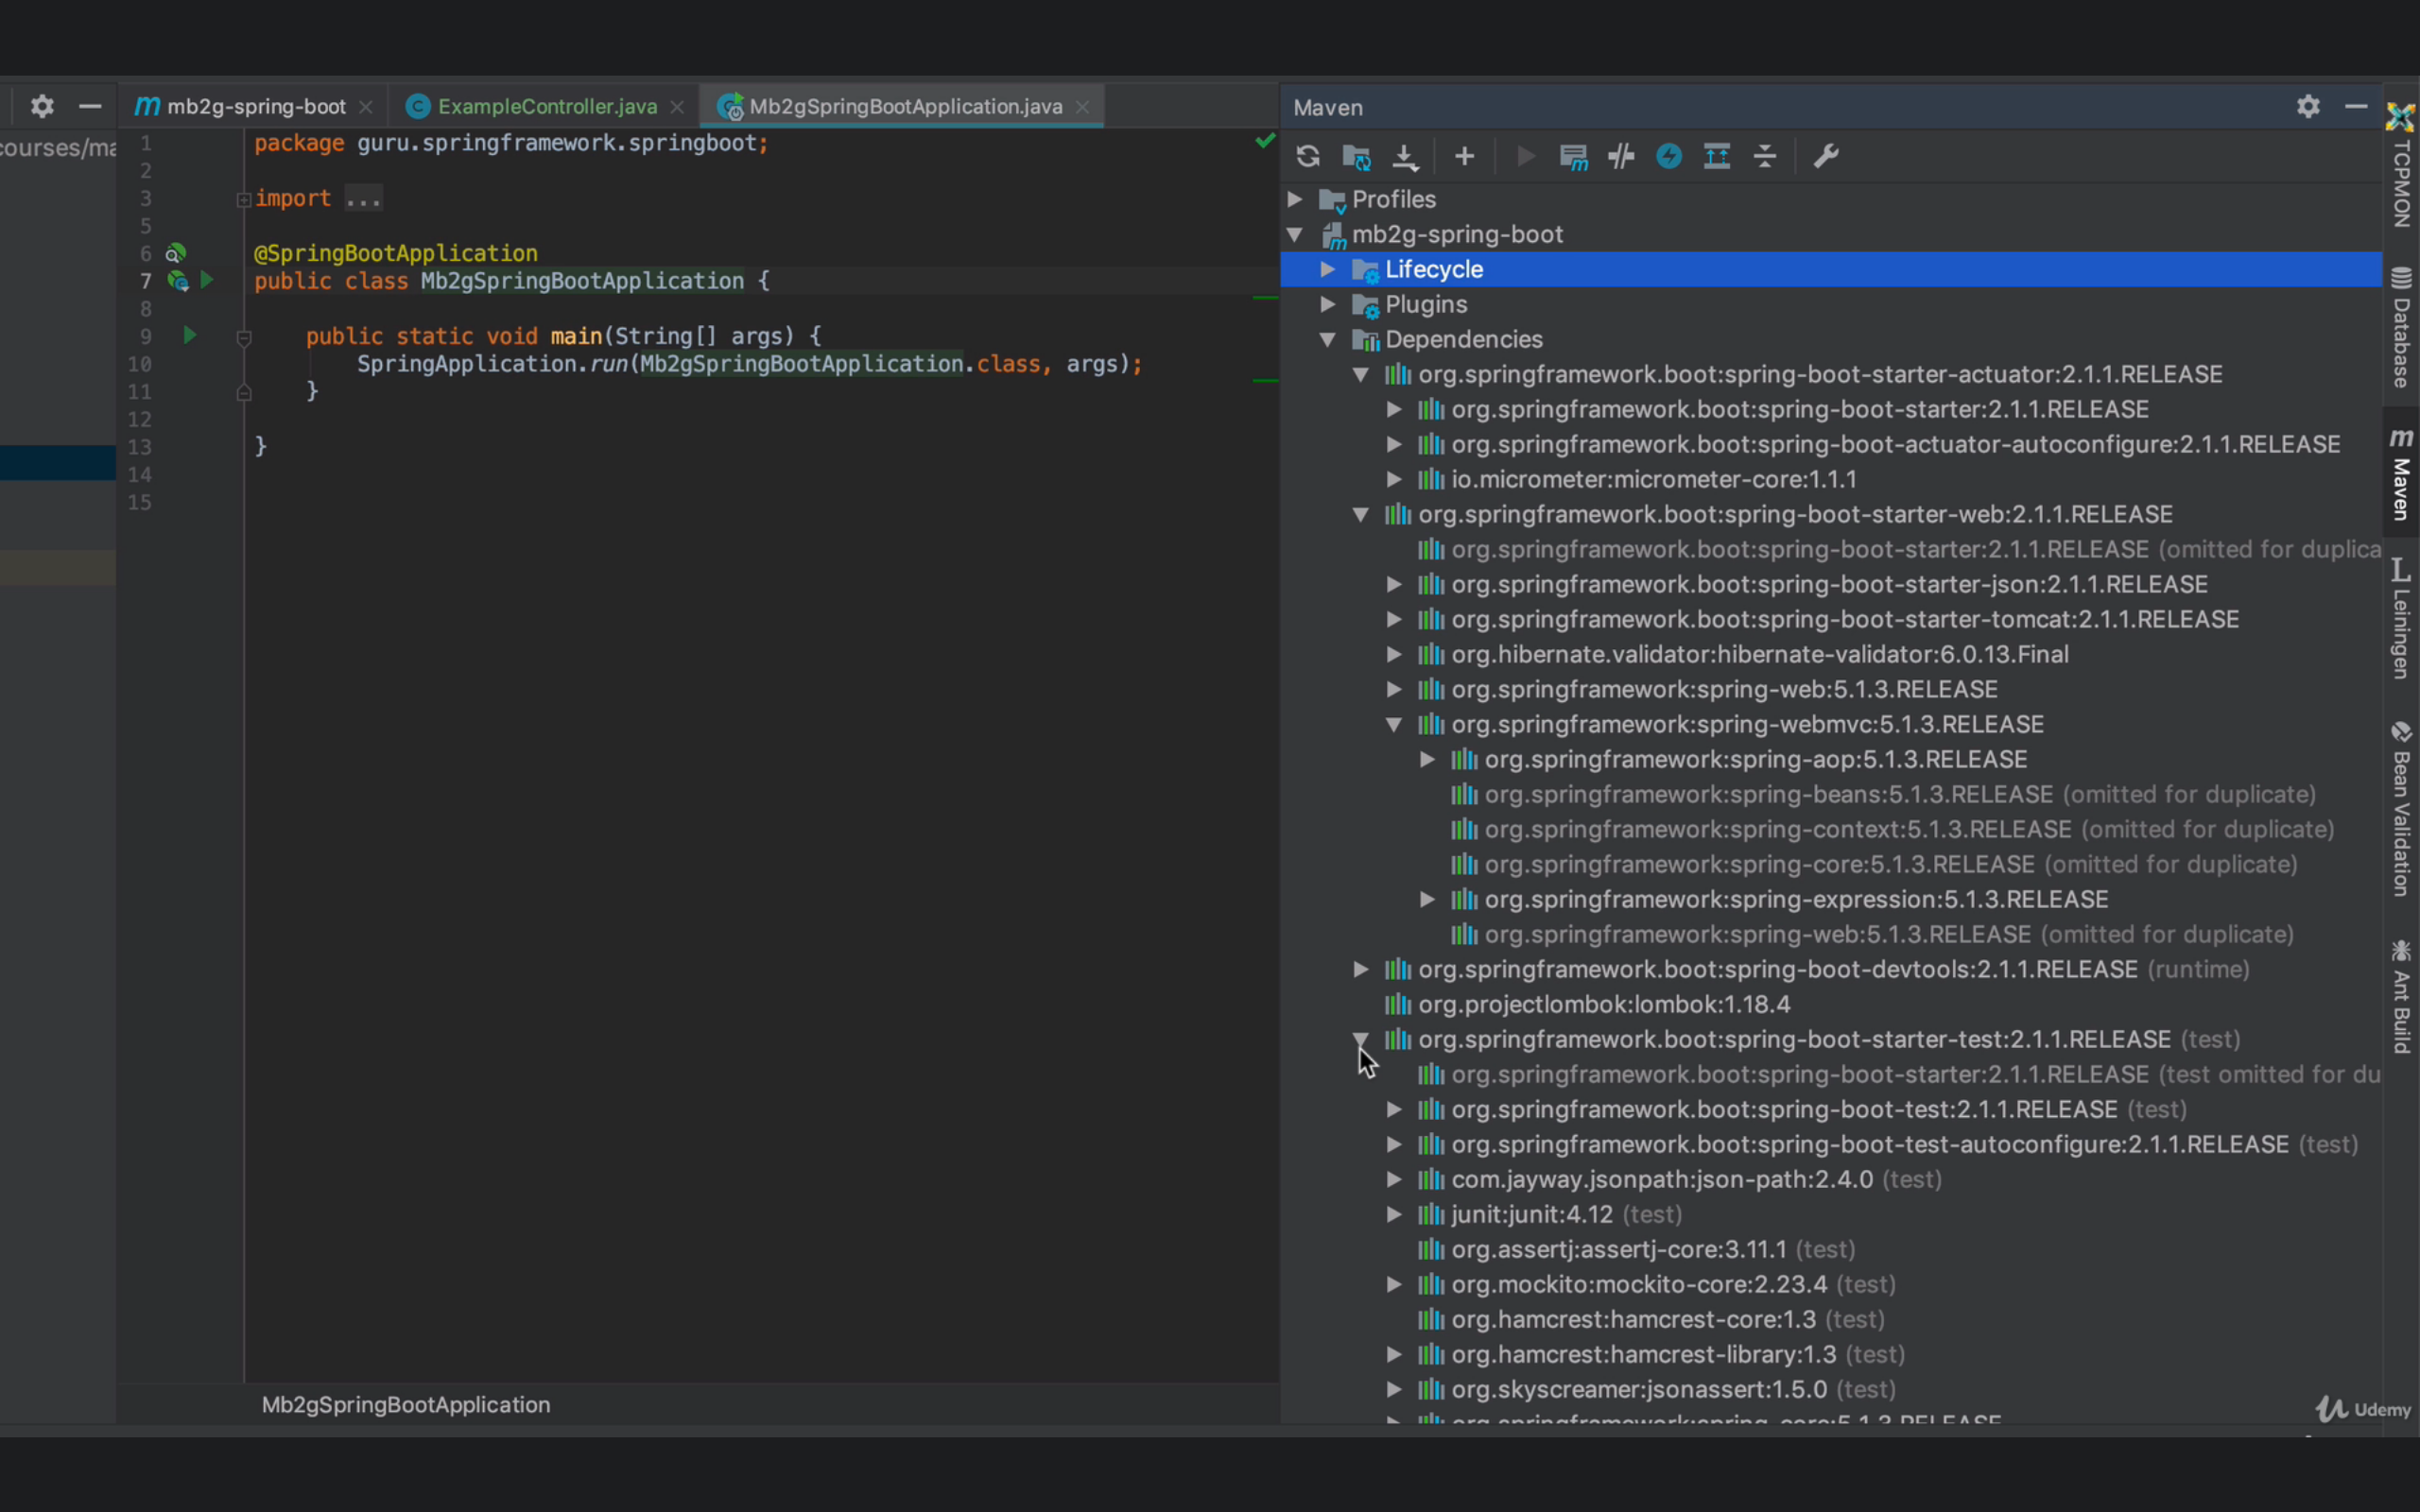 mb2g-spring-boot
ExampleController.java
Mb2gSpringBootApplication.java
courses/ma
1 package guru.springframework.springboot;
2
3 import ...
5
6 @SpringBootApplication
7 public class Mb2gSpringBootApplication {
8
9 public static void main(String[] args) {
10 SpringApplication.run(Mb2gSpringBootApplication.class, args);
11 }
12
13 }
14
15
Mb2gSpringBootApplication
Maven
Profiles
mb2g-spring-boot
Lifecycle
Plugins
Dependencies
org.springframework.boot:spring-boot-starter-actuator:2.1.1.RELEASE
org.springframework.boot:spring-boot-starter:2.1.1.RELEASE
org.springframework.boot:spring-boot-actuator-autoconfigure:2.1.1.RELEASE
io.micrometer:micrometer-core:1.1.1
org.springframework.boot:spring-boot-starter-web:2.1.1.RELEASE
org.springframework.boot:spring-boot-starter:2.1.1.RELEASE (omitted for duplica
org.springframework.boot:spring-boot-starter-json:2.1.1.RELEASE
org.springframework.boot:spring-boot-starter-tomcat:2.1.1.RELEASE
org.hibernate.validator:hibernate-validator:6.0.13.Final
org.springframework:spring-web:5.1.3.RELEASE
org.springframework:spring-webmvc:5.1.3.RELEASE
org.springframework:spring-aop:5.1.3.RELEASE
org.springframework:spring-beans:5.1.3.RELEASE (omitted for duplicate)
org.springframework:spring-context:5.1.3.RELEASE (omitted for duplicate)
org.springframework:spring-core:5.1.3.RELEASE (omitted for duplicate)
org.springframework:spring-expression:5.1.3.RELEASE
org.springframework:spring-web:5.1.3.RELEASE (omitted for duplicate)
org.springframework.boot:spring-boot-devtools:2.1.1.RELEASE (runtime)
org.projectlombok:lombok:1.18.4
org.springframework.boot:spring-boot-starter-test:2.1.1.RELEASE (test)
org.springframework.boot:spring-boot-starter:2.1.1.RELEASE (test omitted for du
org.springframework.boot:spring-boot-test:2.1.1.RELEASE (test)
org.springframework.boot:spring-boot-test-autoconfigure:2.1.1.RELEASE (test)
com.jayway.jsonpath:json-path:2.4.0 (test)
junit:junit:4.12 (test)
org.assertj:assertj-core:3.11.1 (test)
org.mockito:mockito-core:2.23.4 (test)
org.hamcrest:hamcrest-core:1.3 (test)
org.hamcrest:hamcrest-library:1.3 (test)
org.skyscreamer:jsonassert:1.5.0 (test)
org.springframework:spring-core:5.1.3.RELEASE
TCPMON
Database
Maven
Leiningen
Bean Validation
Ant Build
Udemy